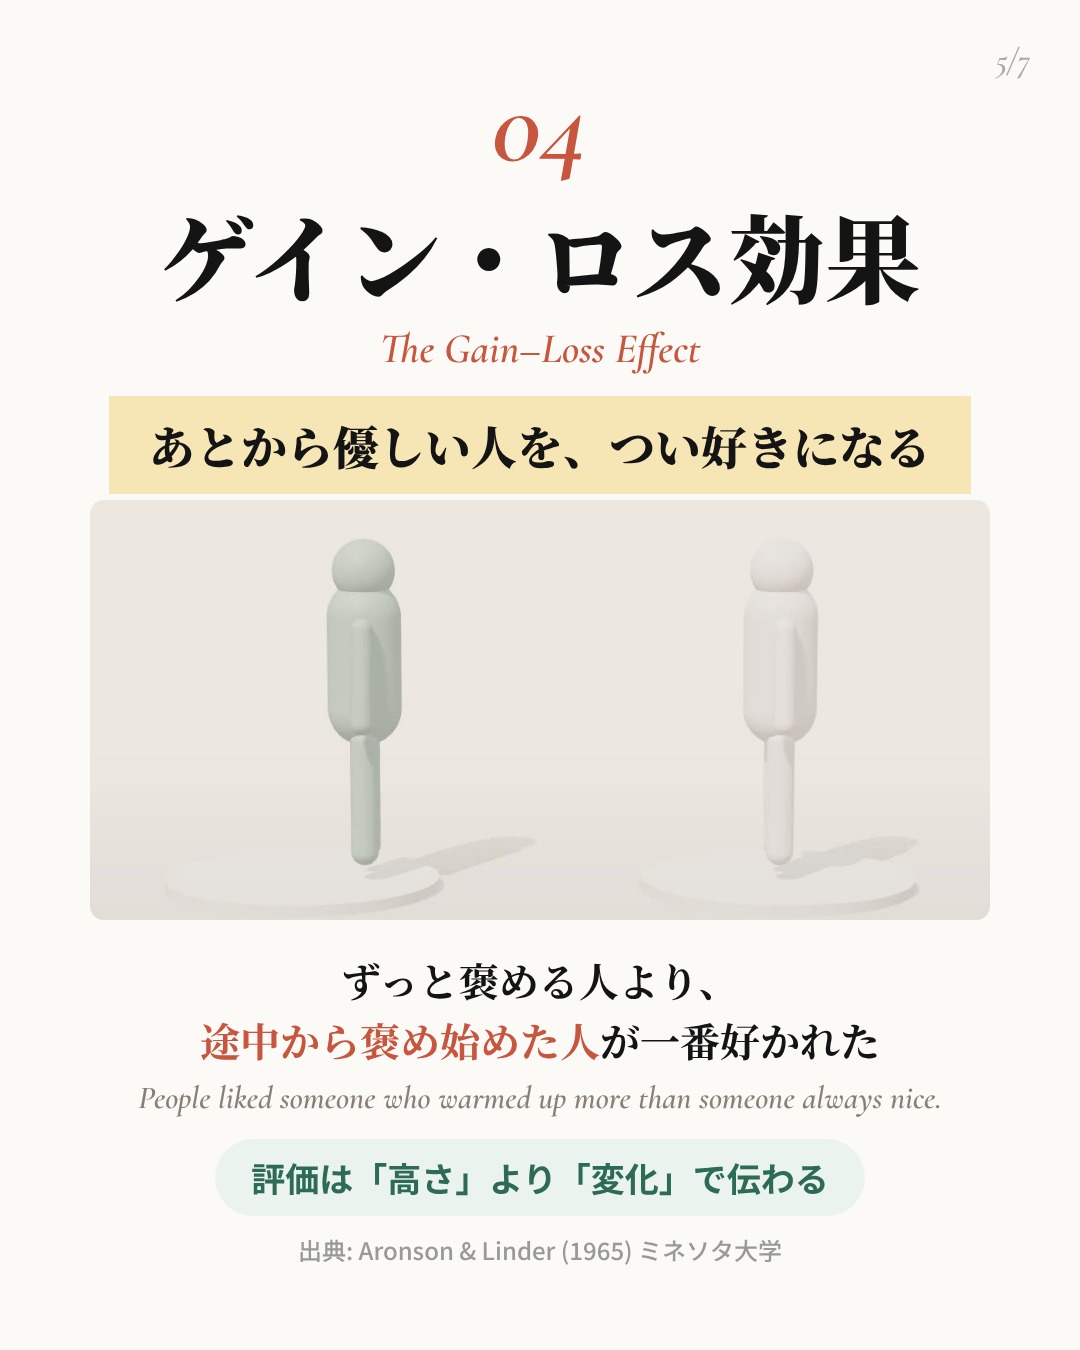 5/7
04
ゲイン・ロス効果
The Gain–Loss Effect
あとから優しい人を、つい好きになる
ずっと褒める人より、
途中から褒め始めた人が一番好かれた
People liked someone who warmed up more than someone always nice.
評価は「高さ」より「変化」で伝わる
出典: Aronson & Linder (1965) ミネソタ大学